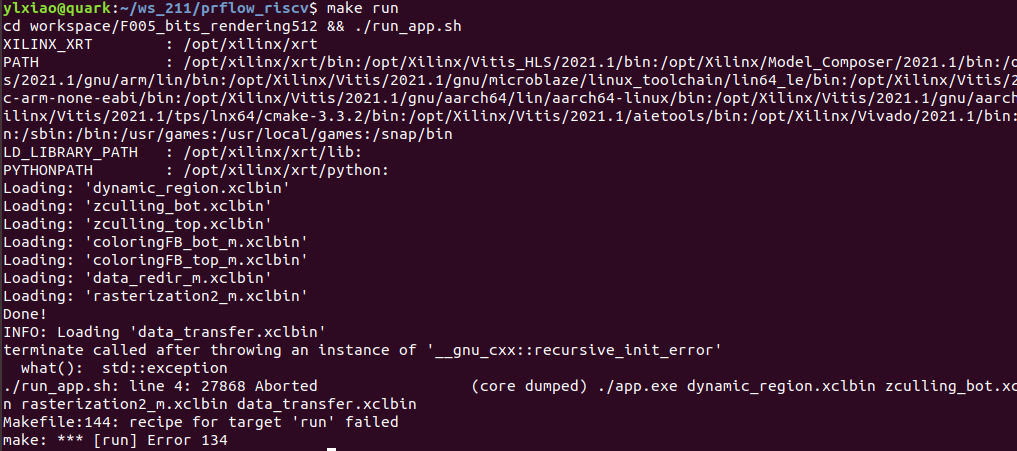 ylxiao@quark:~/ws_211/prflow_riscv$ make run
cd workspace/F005_bits_rendering512 && ./run_app.sh
XILINX_XRT        : /opt/xilinx/xrt
PATH              : /opt/xilinx/xrt/bin:/opt/Xilinx/Vitis_HLS/2021.1/bin:/opt/Xilinx/Model_Composer/2021.1/bin:/o
s/2021.1/gnu/arm/lin/bin:/opt/Xilinx/Vitis/2021.1/gnu/microblaze/linux_toolchain/lin64_le/bin:/opt/Xilinx/Vitis/2
c-arm-none-eabi/bin:/opt/Xilinx/Vitis/2021.1/gnu/aarch64/lin/aarch64-linux/bin:/opt/Xilinx/Vitis/2021.1/gnu/aarch
ilinx/Vitis/2021.1/tps/lnx64/cmake-3.3.2/bin:/opt/Xilinx/Vitis/2021.1/aietools/bin:/opt/Xilinx/Vivado/2021.1/bin:
n:/sbin:/bin:/usr/games:/usr/local/games:/snap/bin
LD_LIBRARY_PATH   : /opt/xilinx/xrt/lib:
PYTHONPATH        : /opt/xilinx/xrt/python:
Loading: 'dynamic_region.xclbin'
Loading: 'zculling_bot.xclbin'
Loading: 'zculling_top.xclbin'
Loading: 'coloringFB_bot_m.xclbin'
Loading: 'coloringFB_top_m.xclbin'
Loading: 'data_redir_m.xclbin'
Loading: 'rasterization2_m.xclbin'
Done!
INFO: Loading 'data_transfer.xclbin'
terminate called after throwing an instance of '__gnu_cxx::recursive_init_error'
  what():  std::exception
./run_app.sh: line 4: 27868 Aborted                 (core dumped) ./app.exe dynamic_region.xclbin zculling_bot.xc
n rasterization2_m.xclbin data_transfer.xclbin
Makefile:144: recipe for target 'run' failed
make: *** [run] Error 134